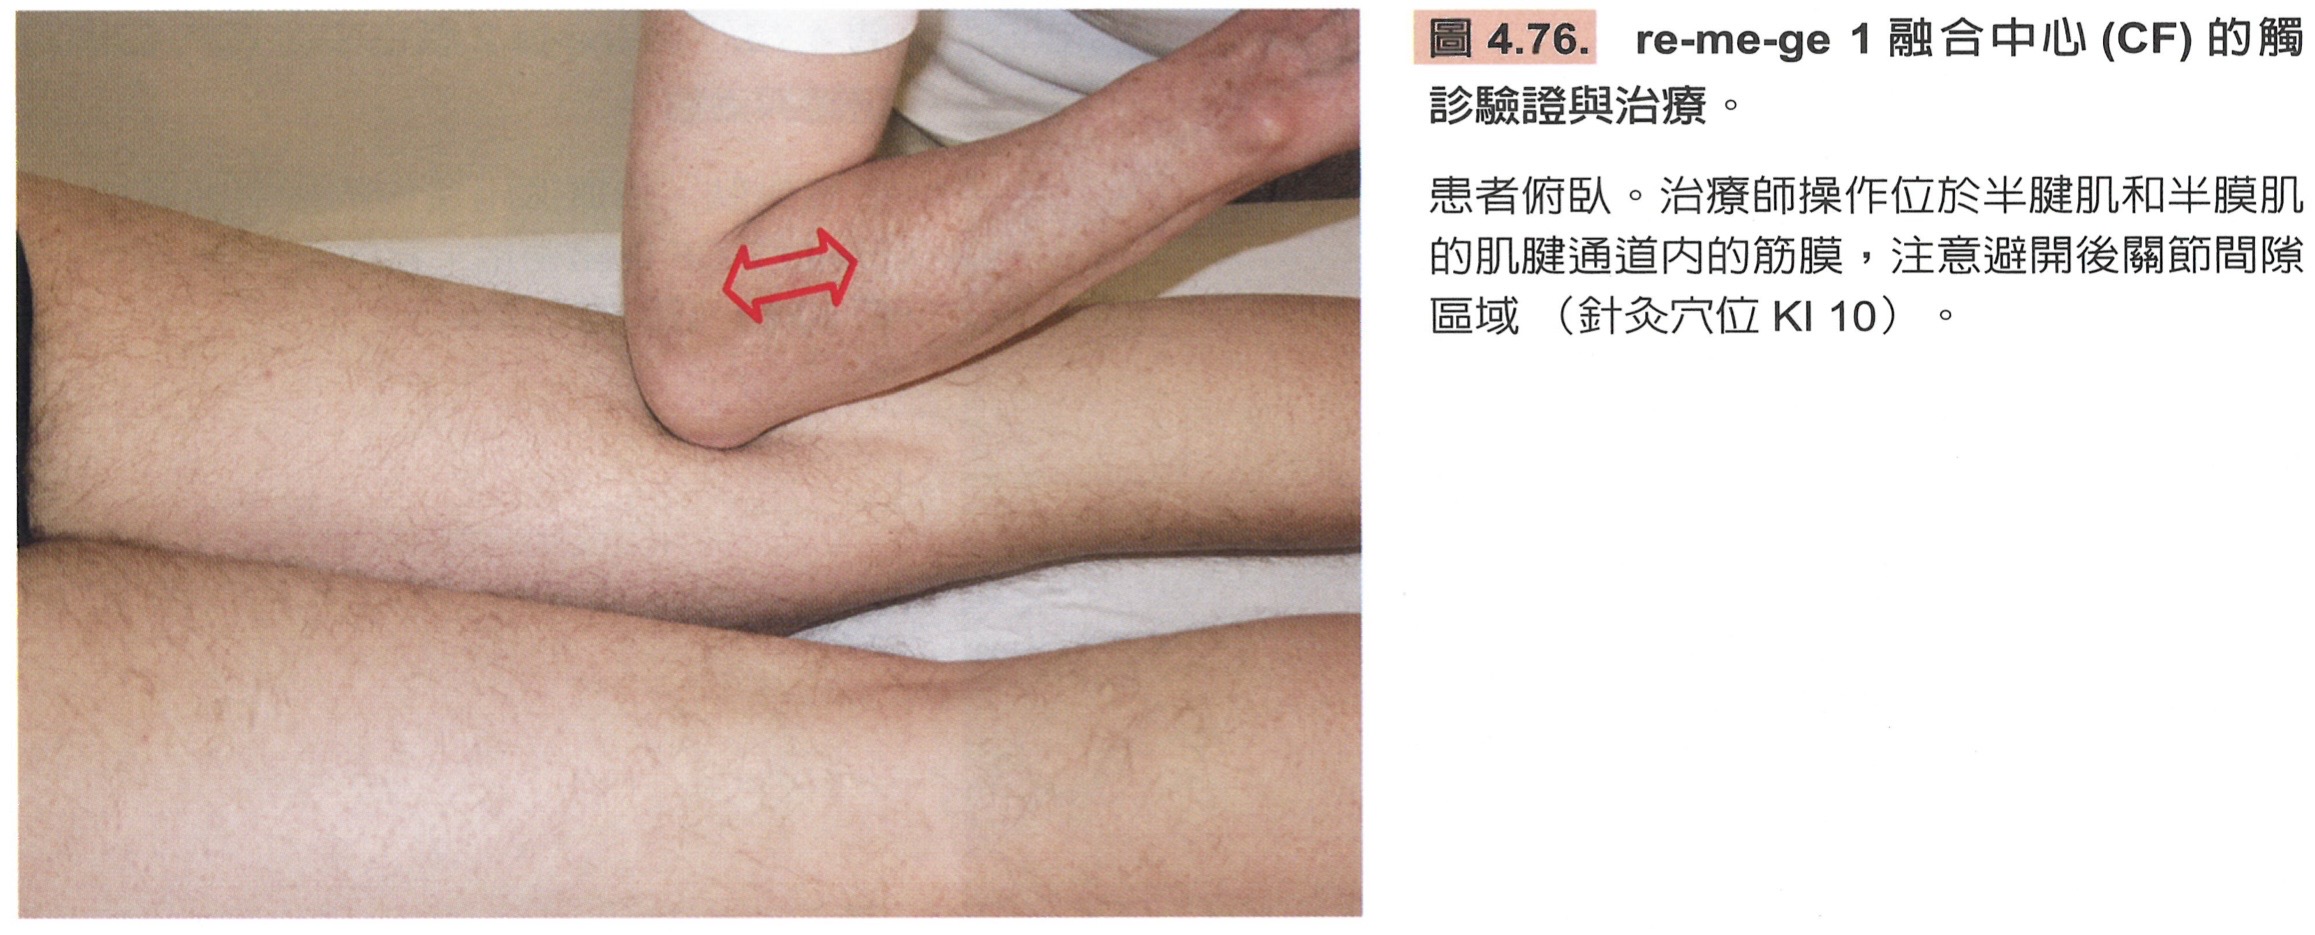 圖 4.76. re-me-ge 1 融合中心 (CF) 的觸
診驗證與治療。
患者俯臥。治療師操作位於半腱肌和半膜肌
的肌腱通道内的筋膜，注意避開後關節間隙
區域 （針灸穴位 KI 10）。